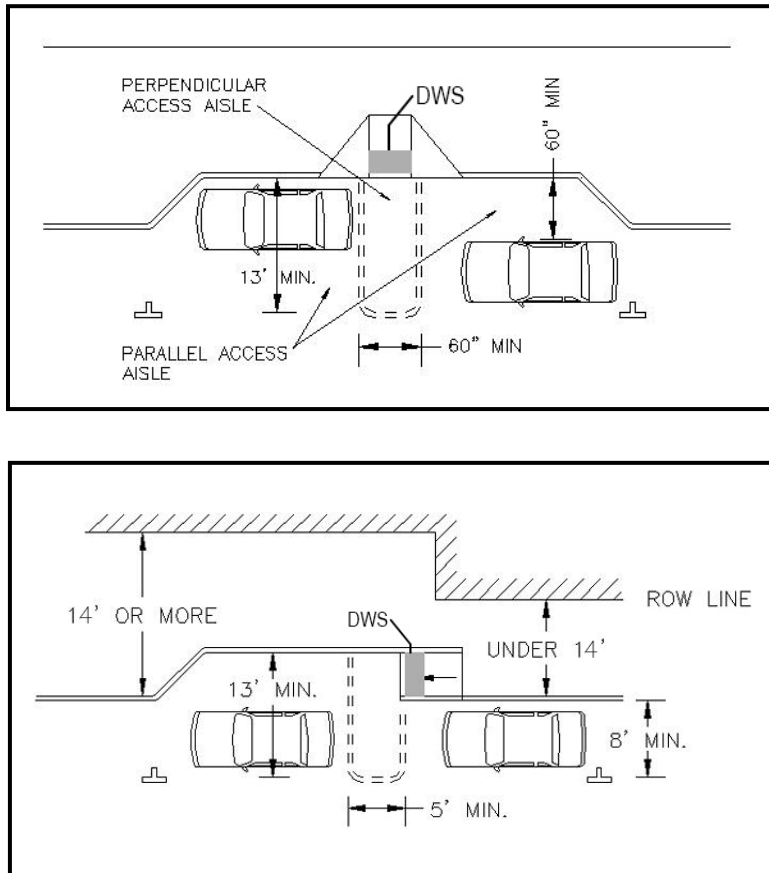 PERPENDICULAR
ACCESS AISLE
DWS
60" MIN
13' MIN.
PARALLEL ACCESS
AISLE
60" MIN
14' OR MORE
DWS
ROW LINE
UNDER 14'
13' MIN.
8' MIN.
5' MIN.